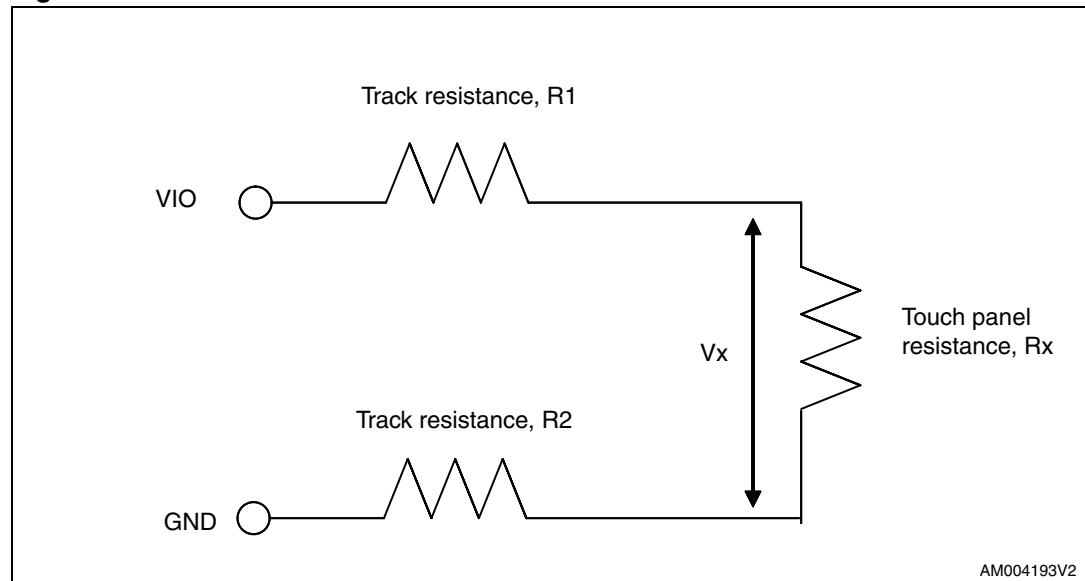 Track resistance, R1
VIO
Vx
Touch panel
resistance, Rx
Track resistance, R2
GND
AM004193V2